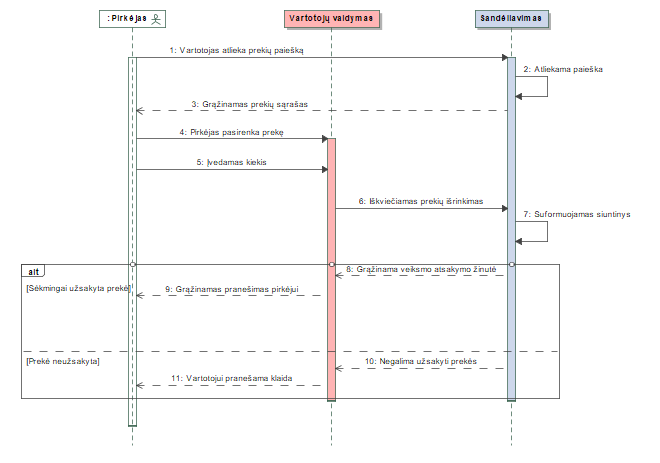 : Pirkėjas
Vartotojų valdymas
Sandėliavimas
1: Vartotojas atlieka prekių paiešką
2: Atliekama paieška
3: Grąžinamas prekių sąrašas
4: Pirkėjas pasirenka prekę
5: Įvedamas kiekis
6: Iškviečiamas prekių išrinkimas
7: Suformuojamas siuntinys
alt
8: Grąžinama veiksmo atsakymo žinutė
[Sėkmingai užsakyta prekė]
9: Grąžinamas pranešimas pirkėjui
[Prekė neužsakyta]
10: Negalima užsakyti prekės
11: Vartotojui pranešama klaida